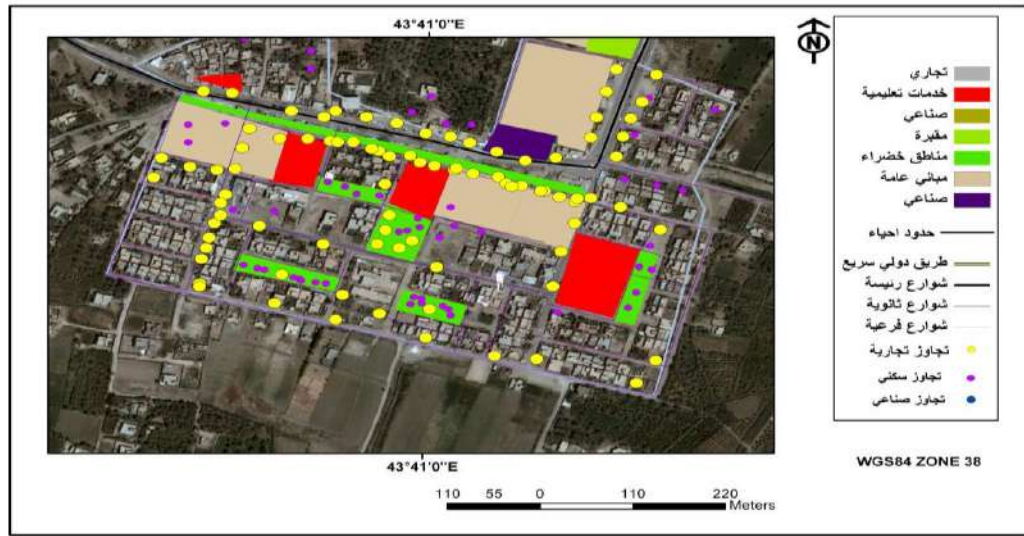 43°41'0"E
N
تجاري
خدمات تعليمية
صناعي
مقبرة
مناطق خضراء
مباني عامة
صناعي
حدود احياء
طريق دولي سريع
شوارع رئيسة
شوارع ثانوية
شوارع فرعية
تجاوز تجارية
تجاوز سكني
تجاوز صناعي
43°41'0"E
WGS84 ZONE 38
110 55 0 110 220
Meters